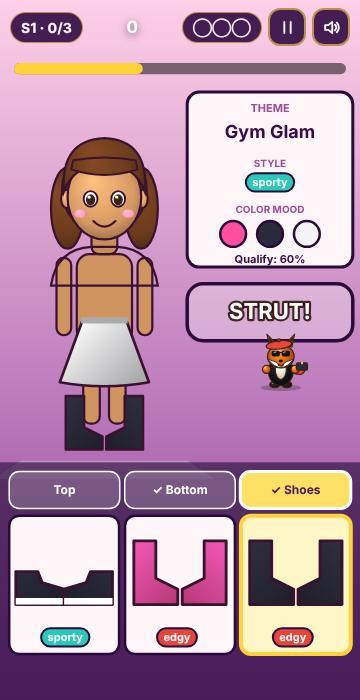 S1 · 0/3
0
THEME
Gym Glam
STYLE
sporty
COLOR MOOD
Qualify: 60%
STRUT!
Top
✓ Bottom
✓ Shoes
sporty
edgy
edgy